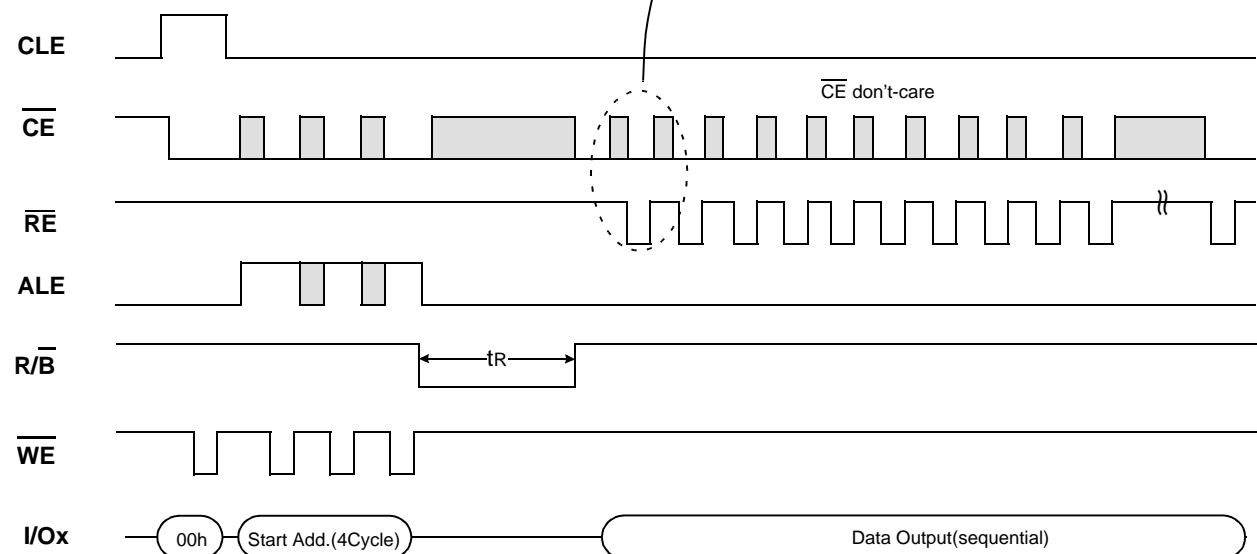 CLE
CE don't-care
CE
RE
ALE
R/B
tR
WE
I/Ox
00h
Start Add.(4Cycle)
Data Output(sequential)